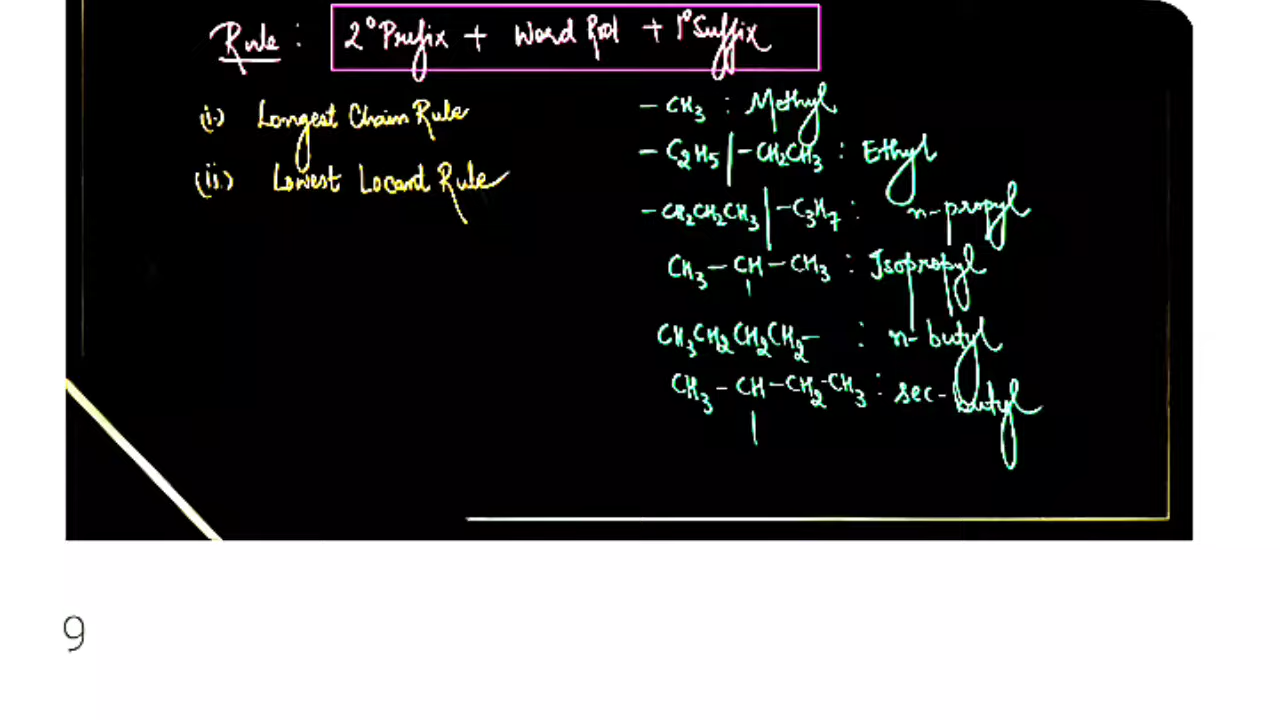 Rule : 2° Prefix + Word Root + 1° Suffix
(i.) Longest Chain Rule
(ii.) Lowest Locant Rule
– CH3 : Methyl
– C2H5 | – CH2CH3 : Ethyl
– CH2CH2CH3 | – C3H7 : n-propyl
CH3 – CH – CH3 : Isopropyl
CH3CH2CH2CH2– : n-butyl
CH3 – CH – CH2-CH3 : sec-butyl
9